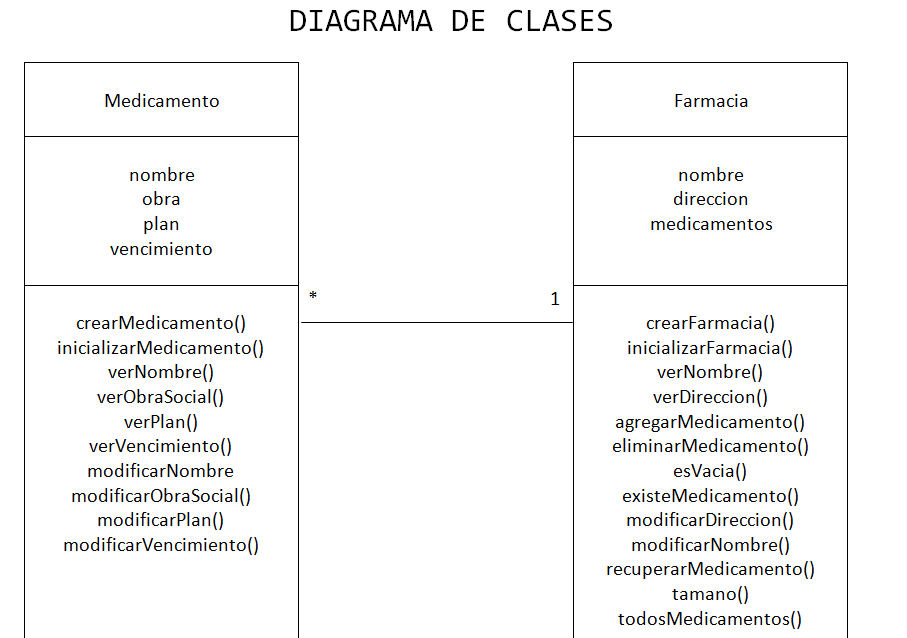 DIAGRAMA DE CLASES
Medicamento
nombre
obra
plan
vencimiento
crearMedicamento()
inicializarMedicamento()
verNombre()
verObraSocial()
verPlan()
verVencimiento()
modificarNombre
modificarObraSocial()
modificarPlan()
modificarVencimiento()
*
1
Farmacia
nombre
direccion
medicamentos
crearFarmacia()
inicializarFarmacia()
verNombre()
verDireccion()
agregarMedicamento()
eliminarMedicamento()
esVacia()
existeMedicamento()
modificarDireccion()
modificarNombre()
recuperarMedicamento()
tamano()
todosMedicamentos()